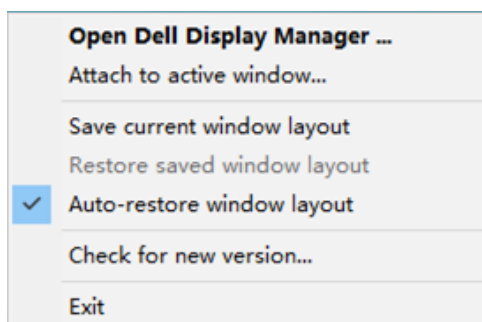 Open Dell Display Manager ...
Attach to active window...
Save current window layout
Restore saved window layout
Auto-restore window layout
Check for new version...
Exit